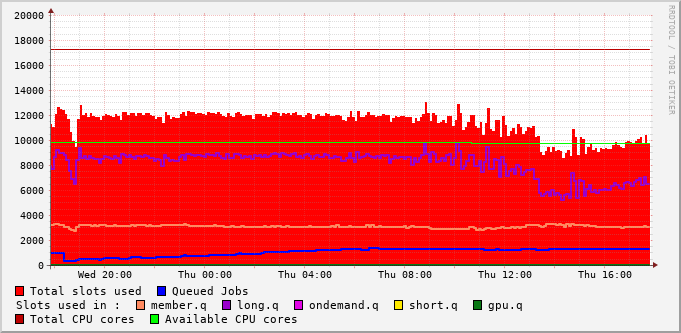 20000
18000
16000
14000
12000
10000
8000
6000
4000
2000
0
Wed 20:00 Thu 00:00 Thu 04:00 Thu 08:00 Thu 12:00 Thu 16:00
RRDTOOL / TOBI OETIKER
Total slots used Queued Jobs
Slots used in : member.q long.q ondemand.q short.q gpu.q
Total CPU cores Available CPU cores